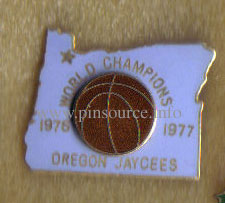 WORLD CHAMPIONS
1976 1977
OREGON JAYCEES
www.pinsource.info